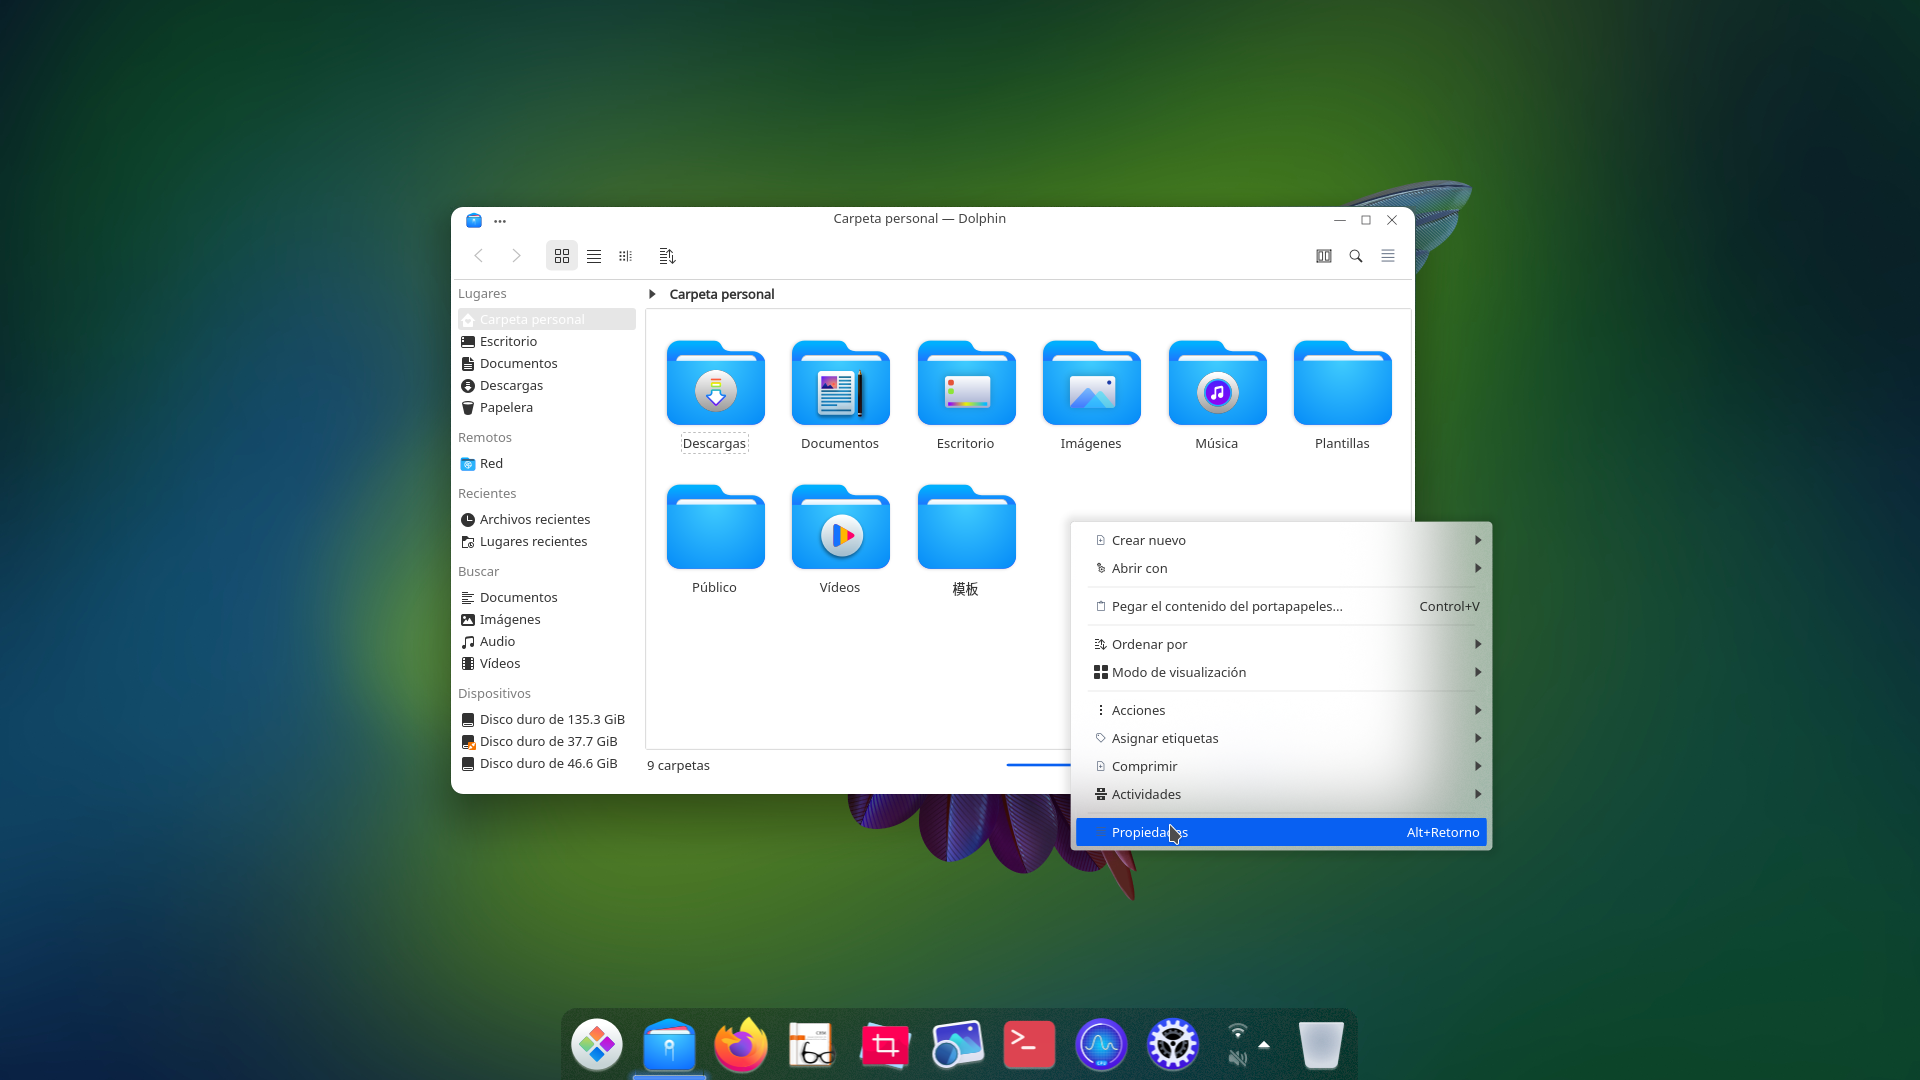 Carpeta personal — Dolphin
Lugares
Carpeta personal
Escritorio
Documentos
Descargas
Papelera
Remotos
Red
Recientes
Archivos recientes
Lugares recientes
Buscar
Documentos
Imágenes
Audio
Vídeos
Dispositivos
Disco duro de 135.3 GiB
Disco duro de 37.7 GiB
Disco duro de 46.6 GiB
Carpeta personal
Descargas
Documentos
Escritorio
Imágenes
Música
Plantillas
Público
Vídeos
模板
9 carpetas
Crear nuevo
Abrir con
Pegar el contenido del portapapeles... Control+V
Ordenar por
Modo de visualización
Acciones
Asignar etiquetas
Comprimir
Actividades
Propiedades Alt+Retorno